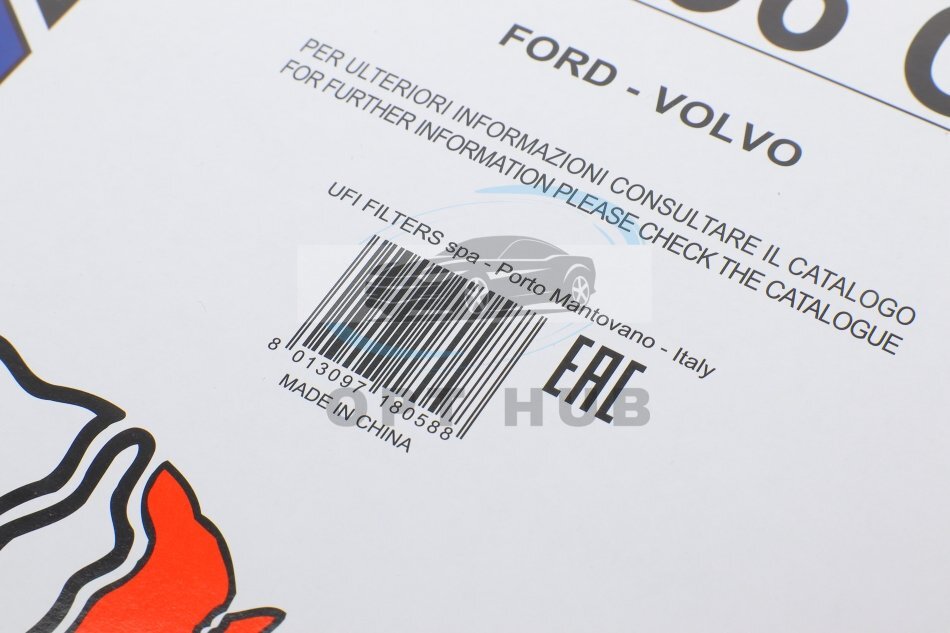 FORD - VOLVO
PER ULTERIORI INFORMAZIONI CONSULTARE IL CATALOGO
FOR FURTHER INFORMATION PLEASE CHECK THE CATALOGUE
UFI FILTERS spa - Porto Mantovano - Italy
8 013097 180588
EAC
MADE IN CHINA
HUB